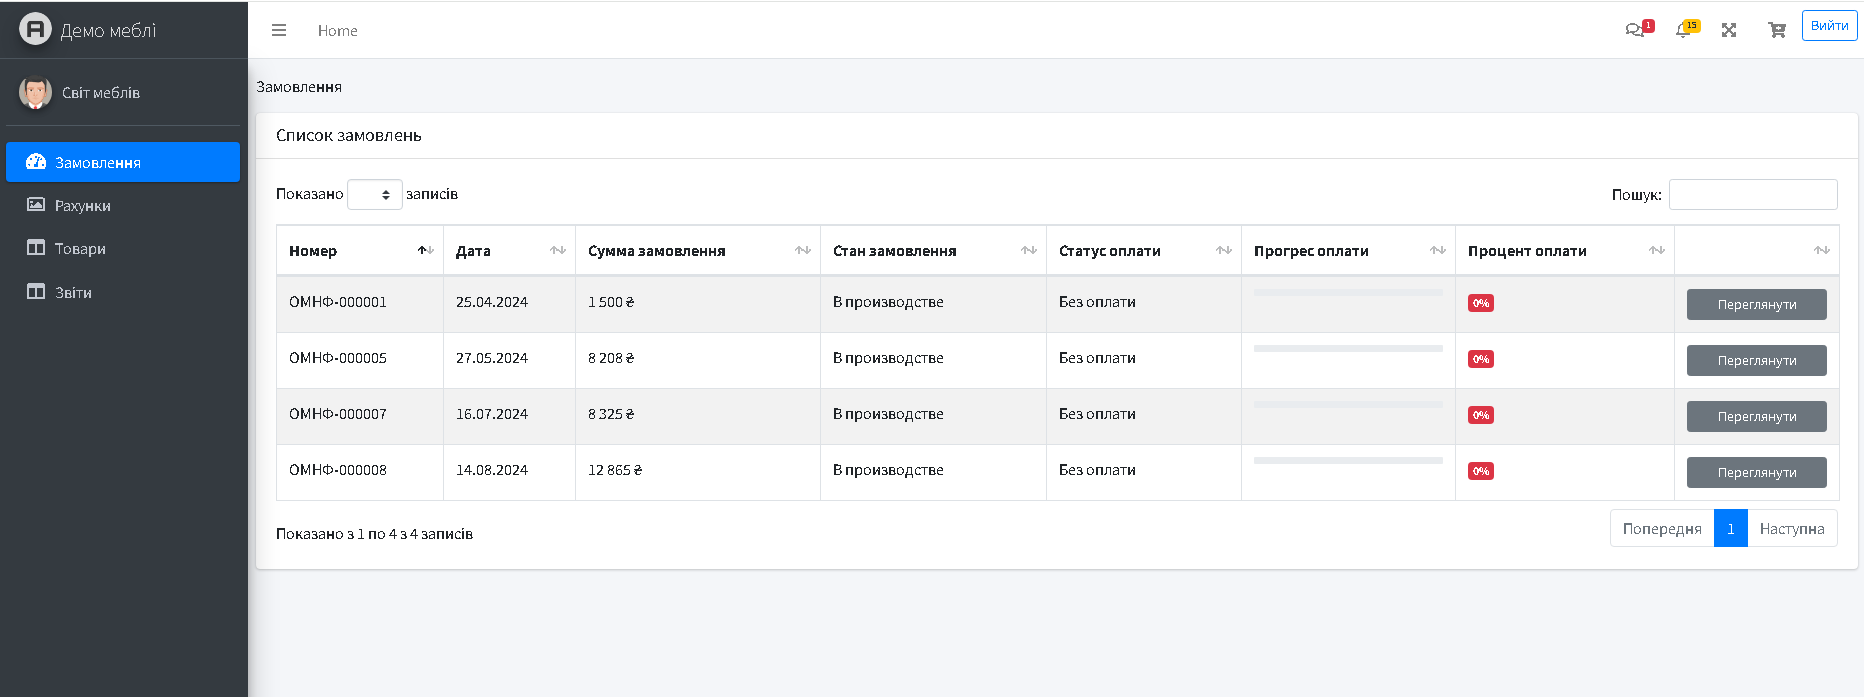 Демо меблі
Home
1
15
Вийти
Світ меблів
Замовлення
Рахунки
Товари
Звіти
Замовлення
Список замовлень
Показано записів
Пошук:
Номер Дата Сумма замовлення Стан замовлення Статус оплати Прогрес оплати Процент оплати
ОМНФ-000001 25.04.2024 1 500 ₴ В производстве Без оплати 0% Переглянути
ОМНФ-000005 27.05.2024 8 208 ₴ В производстве Без оплати 0% Переглянути
ОМНФ-000007 16.07.2024 8 325 ₴ В производстве Без оплати 0% Переглянути
ОМНФ-000008 14.08.2024 12 865 ₴ В производстве Без оплати 0% Переглянути
Показано з 1 по 4 з 4 записів
Попередня 1 Наступна